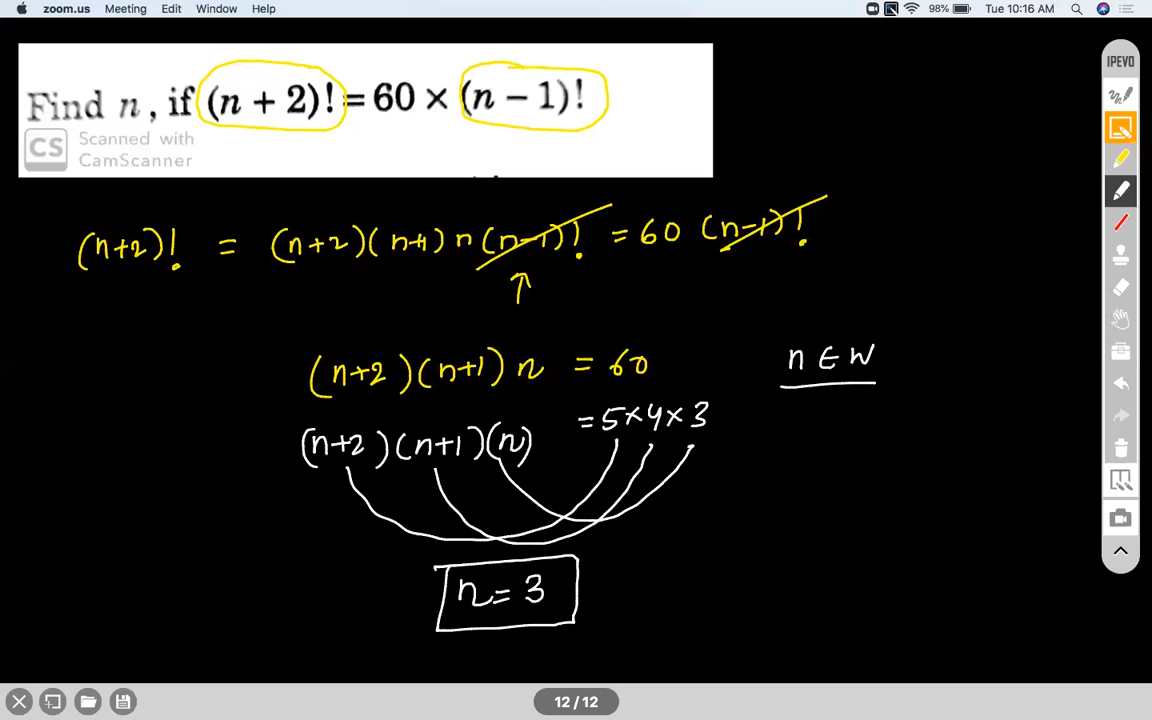 zoom.us Meeting Edit Window Help 98% Tue 10:16 AM
IPEVO
Find n, if (n + 2)! = 60 × (n − 1)!
CS Scanned with
CamScanner
(n+2)! = (n+2)(n+1) n (n-1)! = 60 (n-1)!
↑
(n+2)(n+1) n = 60
n ∈ W
(n+2)(n+1)(n) = 5×4×3
n = 3
12/12